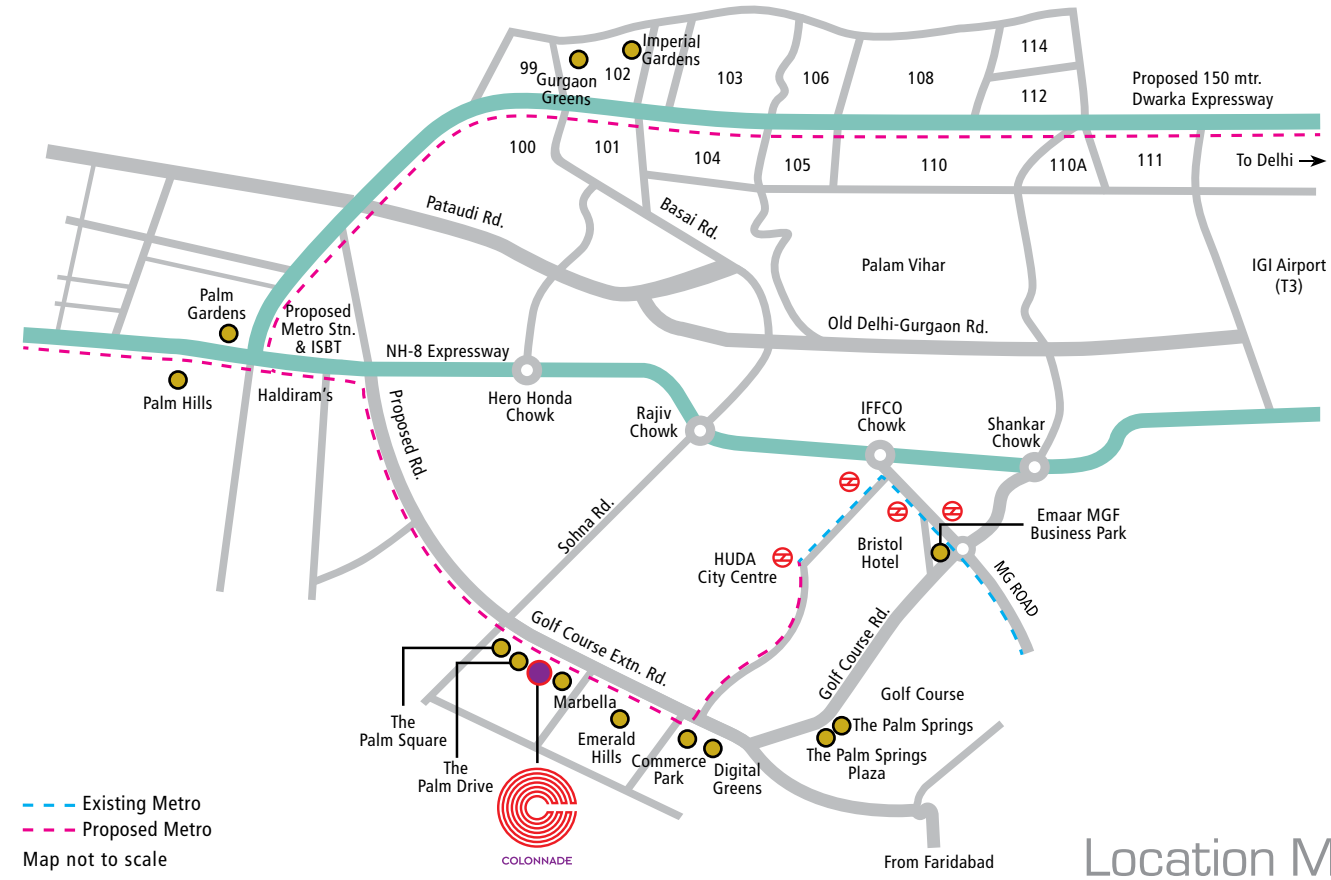 Imperial
Gardens
99
Gurgaon
Greens
102
103
106
108
114
112
Proposed 150 mtr.
Dwarka Expressway
100
101
104
105
110
110A
111
To Delhi
Pataudi Rd.
Basai Rd.
Palam Vihar
IGI Airport
(T3)
Palm
Gardens
Proposed
Metro Stn.
& ISBT
Old Delhi-Gurgaon Rd.
NH-8 Expressway
Palm Hills
Haldiram's
Hero Honda
Chowk
Proposed Rd.
Rajiv
Chowk
IFFCO
Chowk
Shankar
Chowk
Sohna Rd.
HUDA
City Centre
Bristol
Hotel
Emaar MGF
Business Park
MG ROAD
Golf Course Extn. Rd.
Golf Course Rd.
Golf Course
The Palm Springs
The Palm Springs
Plaza
Marbella
Emerald
Hills
Commerce
Park
Digital
Greens
The
Palm Square
The
Palm Drive
COLONNADE
Existing Metro
Proposed Metro
Map not to scale
From Faridabad
Location M